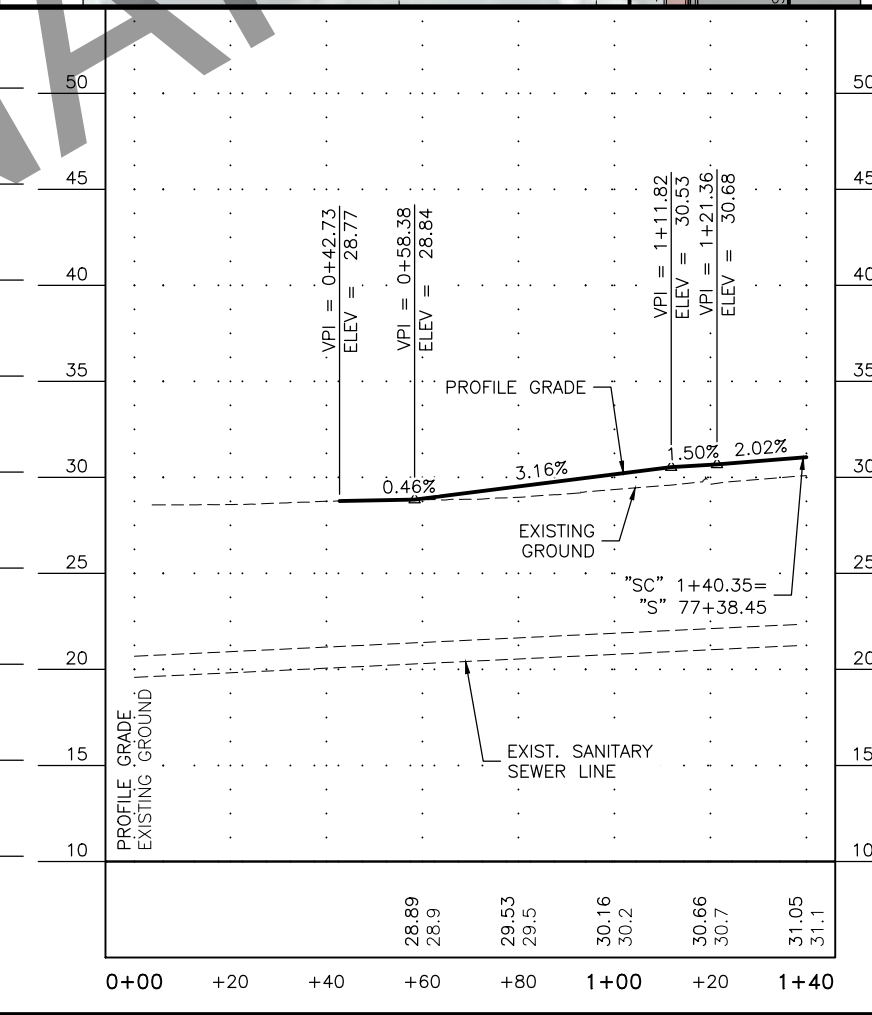 50
50
45
45
40
40
35
35
30
30
25
25
20
20
15
15
10
10
VPI = 0+42.73
ELEV = 28.77
VPI = 0+58.38
ELEV = 28.84
VPI = 1+11.82
ELEV = 30.53
VPI = 1+21.36
ELEV = 30.68
PROFILE GRADE
0.46%
3.16%
1.50%
2.02%
EXISTING
GROUND
"SC" 1+40.35=
"S" 77+38.45
EXIST. SANITARY
SEWER LINE
PROFILE GRADE
EXISTING GROUND
28.89
28.9
29.53
29.5
30.16
30.2
30.66
30.7
31.05
31.1
0+00
+20
+40
+60
+80
1+00
+20
1+40